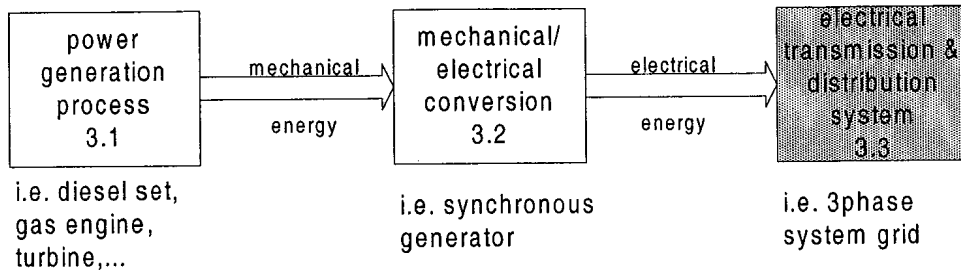 power
generation
process
3.1
mechanical
energy
mechanical/
electrical
conversion
3.2
electrical
energy
electrical
transmission &
distribution
system
3.3
i.e. diesel set,
gas engine,
turbine,...
i.e. synchronous
generator
i.e. 3phase
system grid